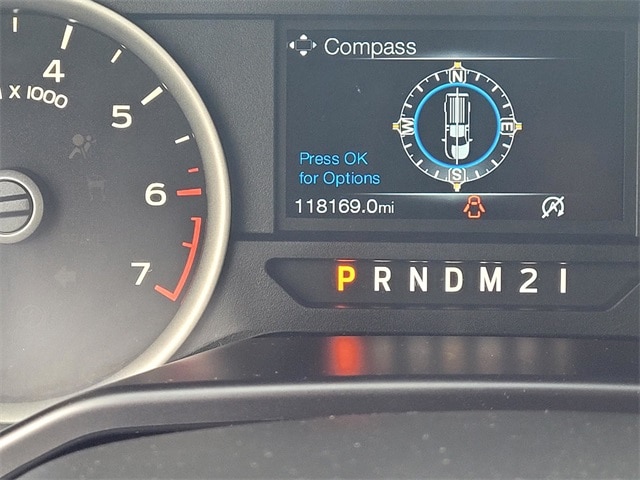 4
M x 1000
5
6
7
Compass
N
W E
S
Press OK
for Options
118169.0mi
P R N D M 2 1